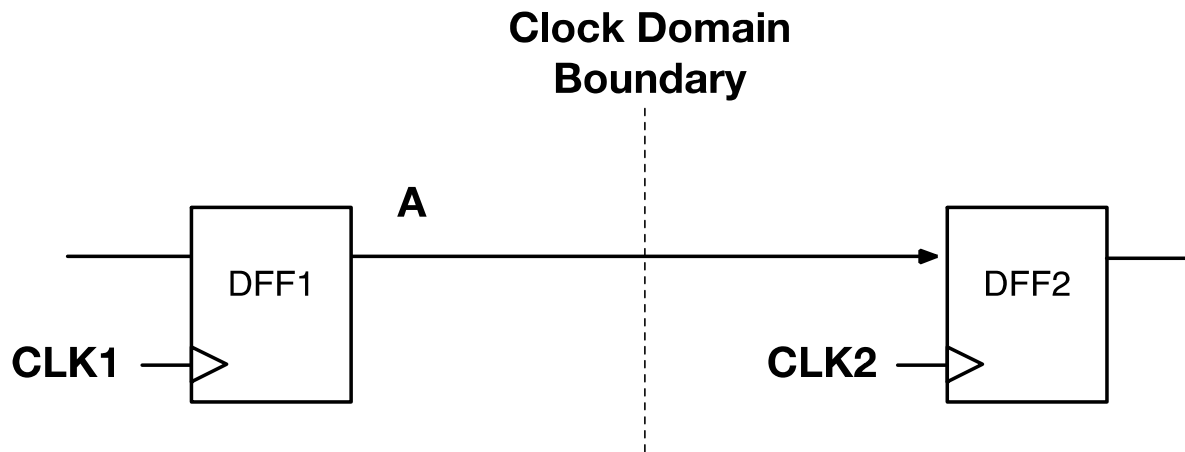 Clock Domain
Boundary
A
DFF1
DFF2
CLK1
CLK2